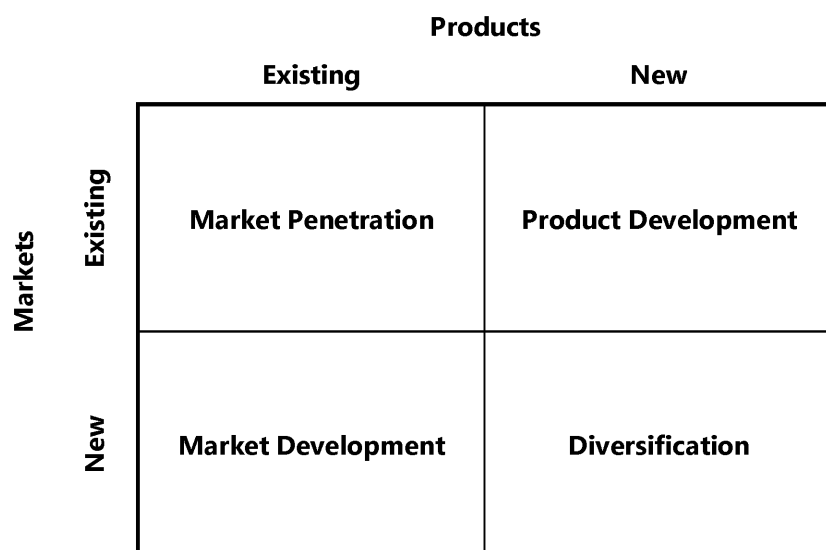 Products
Existing
New
Markets
Existing
Market Penetration
Product Development
New
Market Development
Diversification